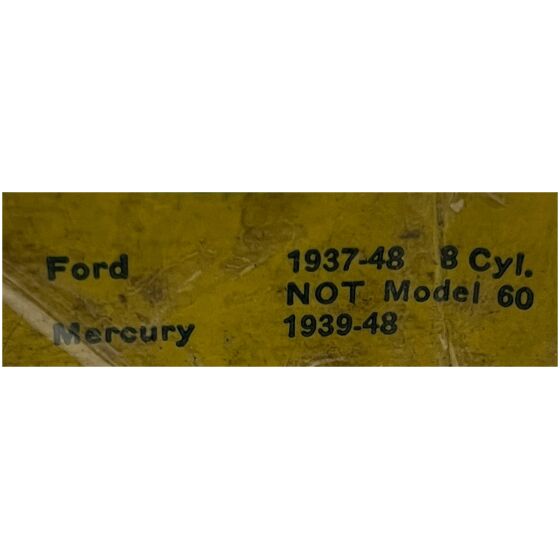 Ford 1937-48 8 Cyl.
NOT Model 60
Mercury 1939-48